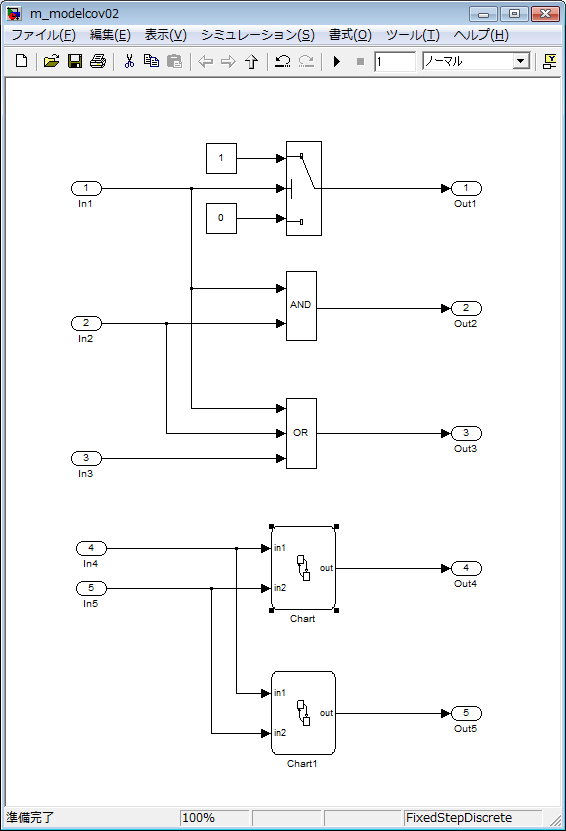 m_modelcov02
ファイル(F) 編集(E) 表示(V) シミュレーション(S) 書式(O) ツール(T) ヘルプ(H)
1 ノーマル
1
1
In1
0
1
Out1
AND
2
In2
2
Out2
OR
3
In3
3
Out3
4
In4
5
In5
in1
in2
out
Chart
4
Out4
in1
in2
out
Chart1
5
Out5
準備完了 100% FixedStepDiscrete